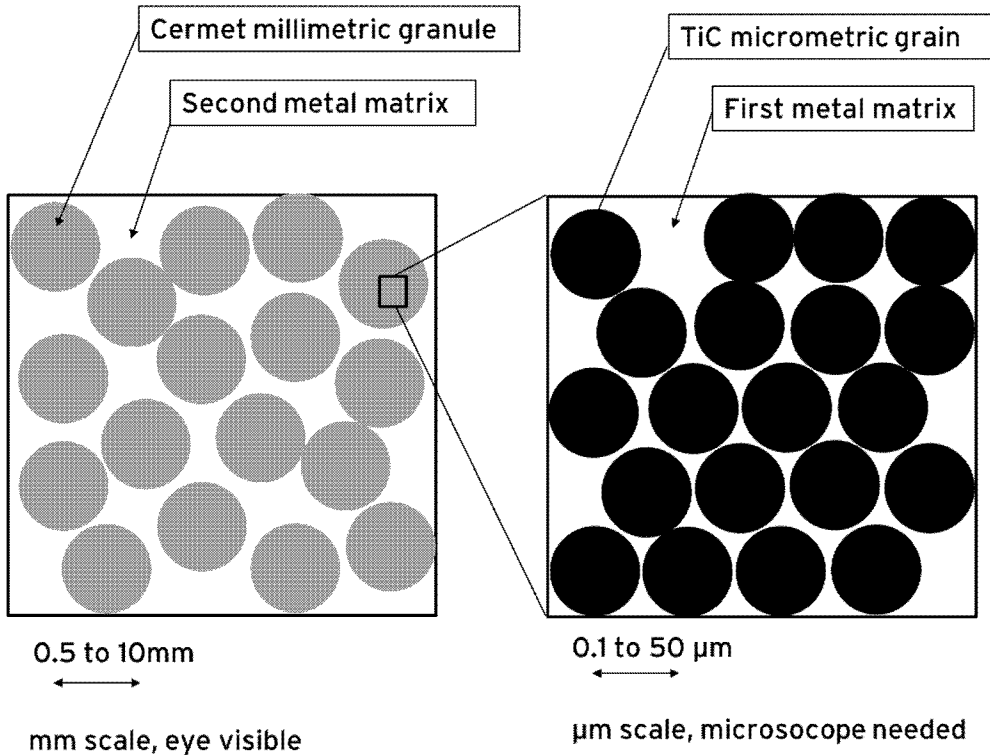 Cermet millimetric granule
TiC micrometric grain
Second metal matrix
First metal matrix
0.5 to 10mm
0.1 to 50 µm
mm scale, eye visible
µm scale, microsocope needed